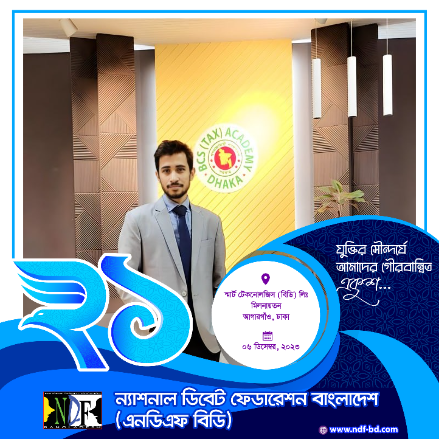 BCS (TAX) ACADEMY
DHAKA
যুক্তির সৌন্দর্যে
আমাদের গৌরবান্বিত
একুশ...
২১
স্মার্ট টেকনোলজিস (বিডি) লিঃ
মিলনায়তন
আগারগাঁও, ঢাকা
০৬ ডিসেম্বর, ২০২৩
NDF
ন্যাশনাল ডিবেট ফেডারেশন বাংলাদেশ
(এনডিএফ বিডি)
www.ndf-bd.com